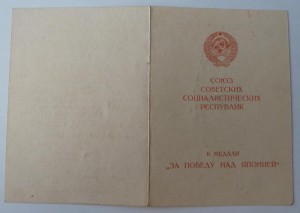 СОЮЗ
СОВЕТСКИХ
СОЦИАЛИСТИЧЕСКИХ
РЕСПУБЛИК
К МЕДАЛИ
„ЗА ПОБЕДУ НАД ЯПОНИЕЙ“